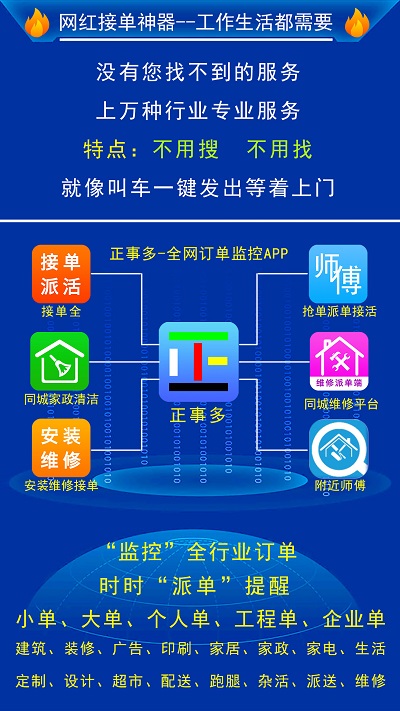 网红接单神器--工作生活都需要
没有您找不到的服务
上万种行业专业服务
特点：不用搜 不用找
就像叫车一键发出等着上门
正事多-全网订单监控APP
接单
派活
接单全
师傅
抢单派单接活
同城家政清洁
正事多
维修派单端
同城维修平台
安装
维修
安装维修接单
附近师傅
“监控”全行业订单
时时“派单”提醒
小单、大单、个人单、工程单、企业单
建筑、装修、广告、印刷、家居、家政、家电、生活
定制、设计、超市、配送、跑腿、杂活、派送、维修